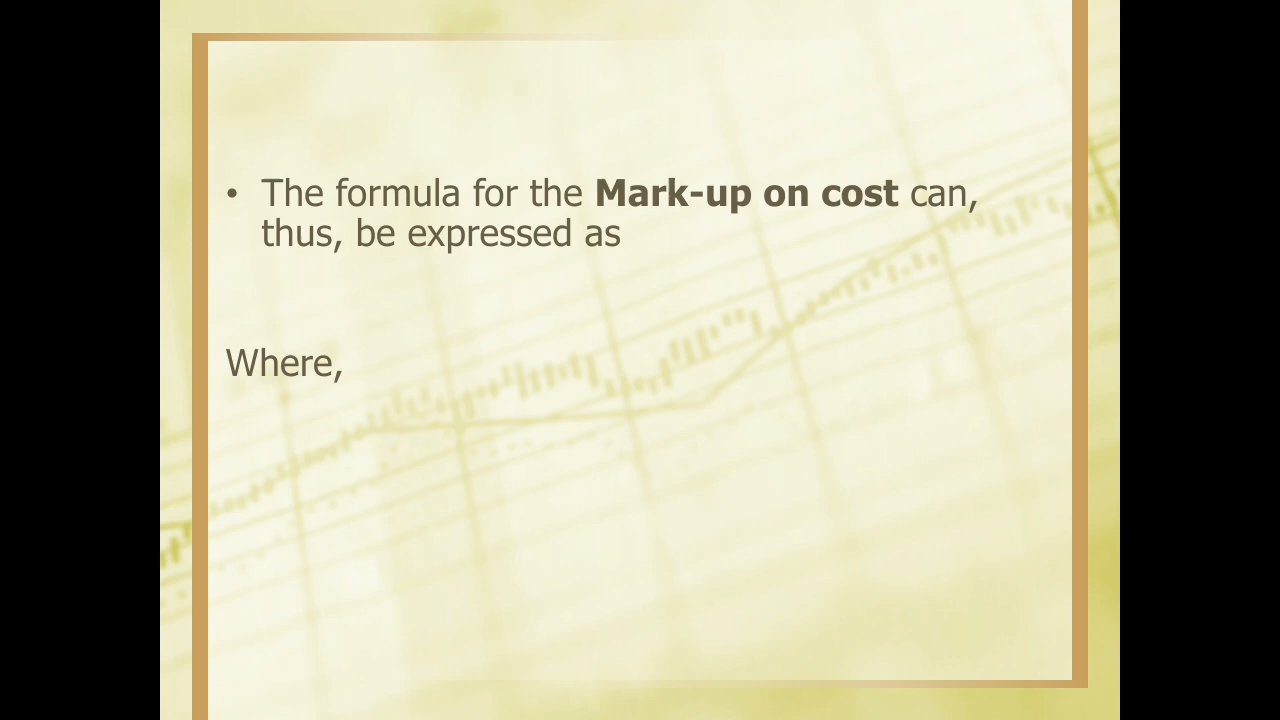 • The formula for the Mark-up on cost can,
thus, be expressed as
Where,